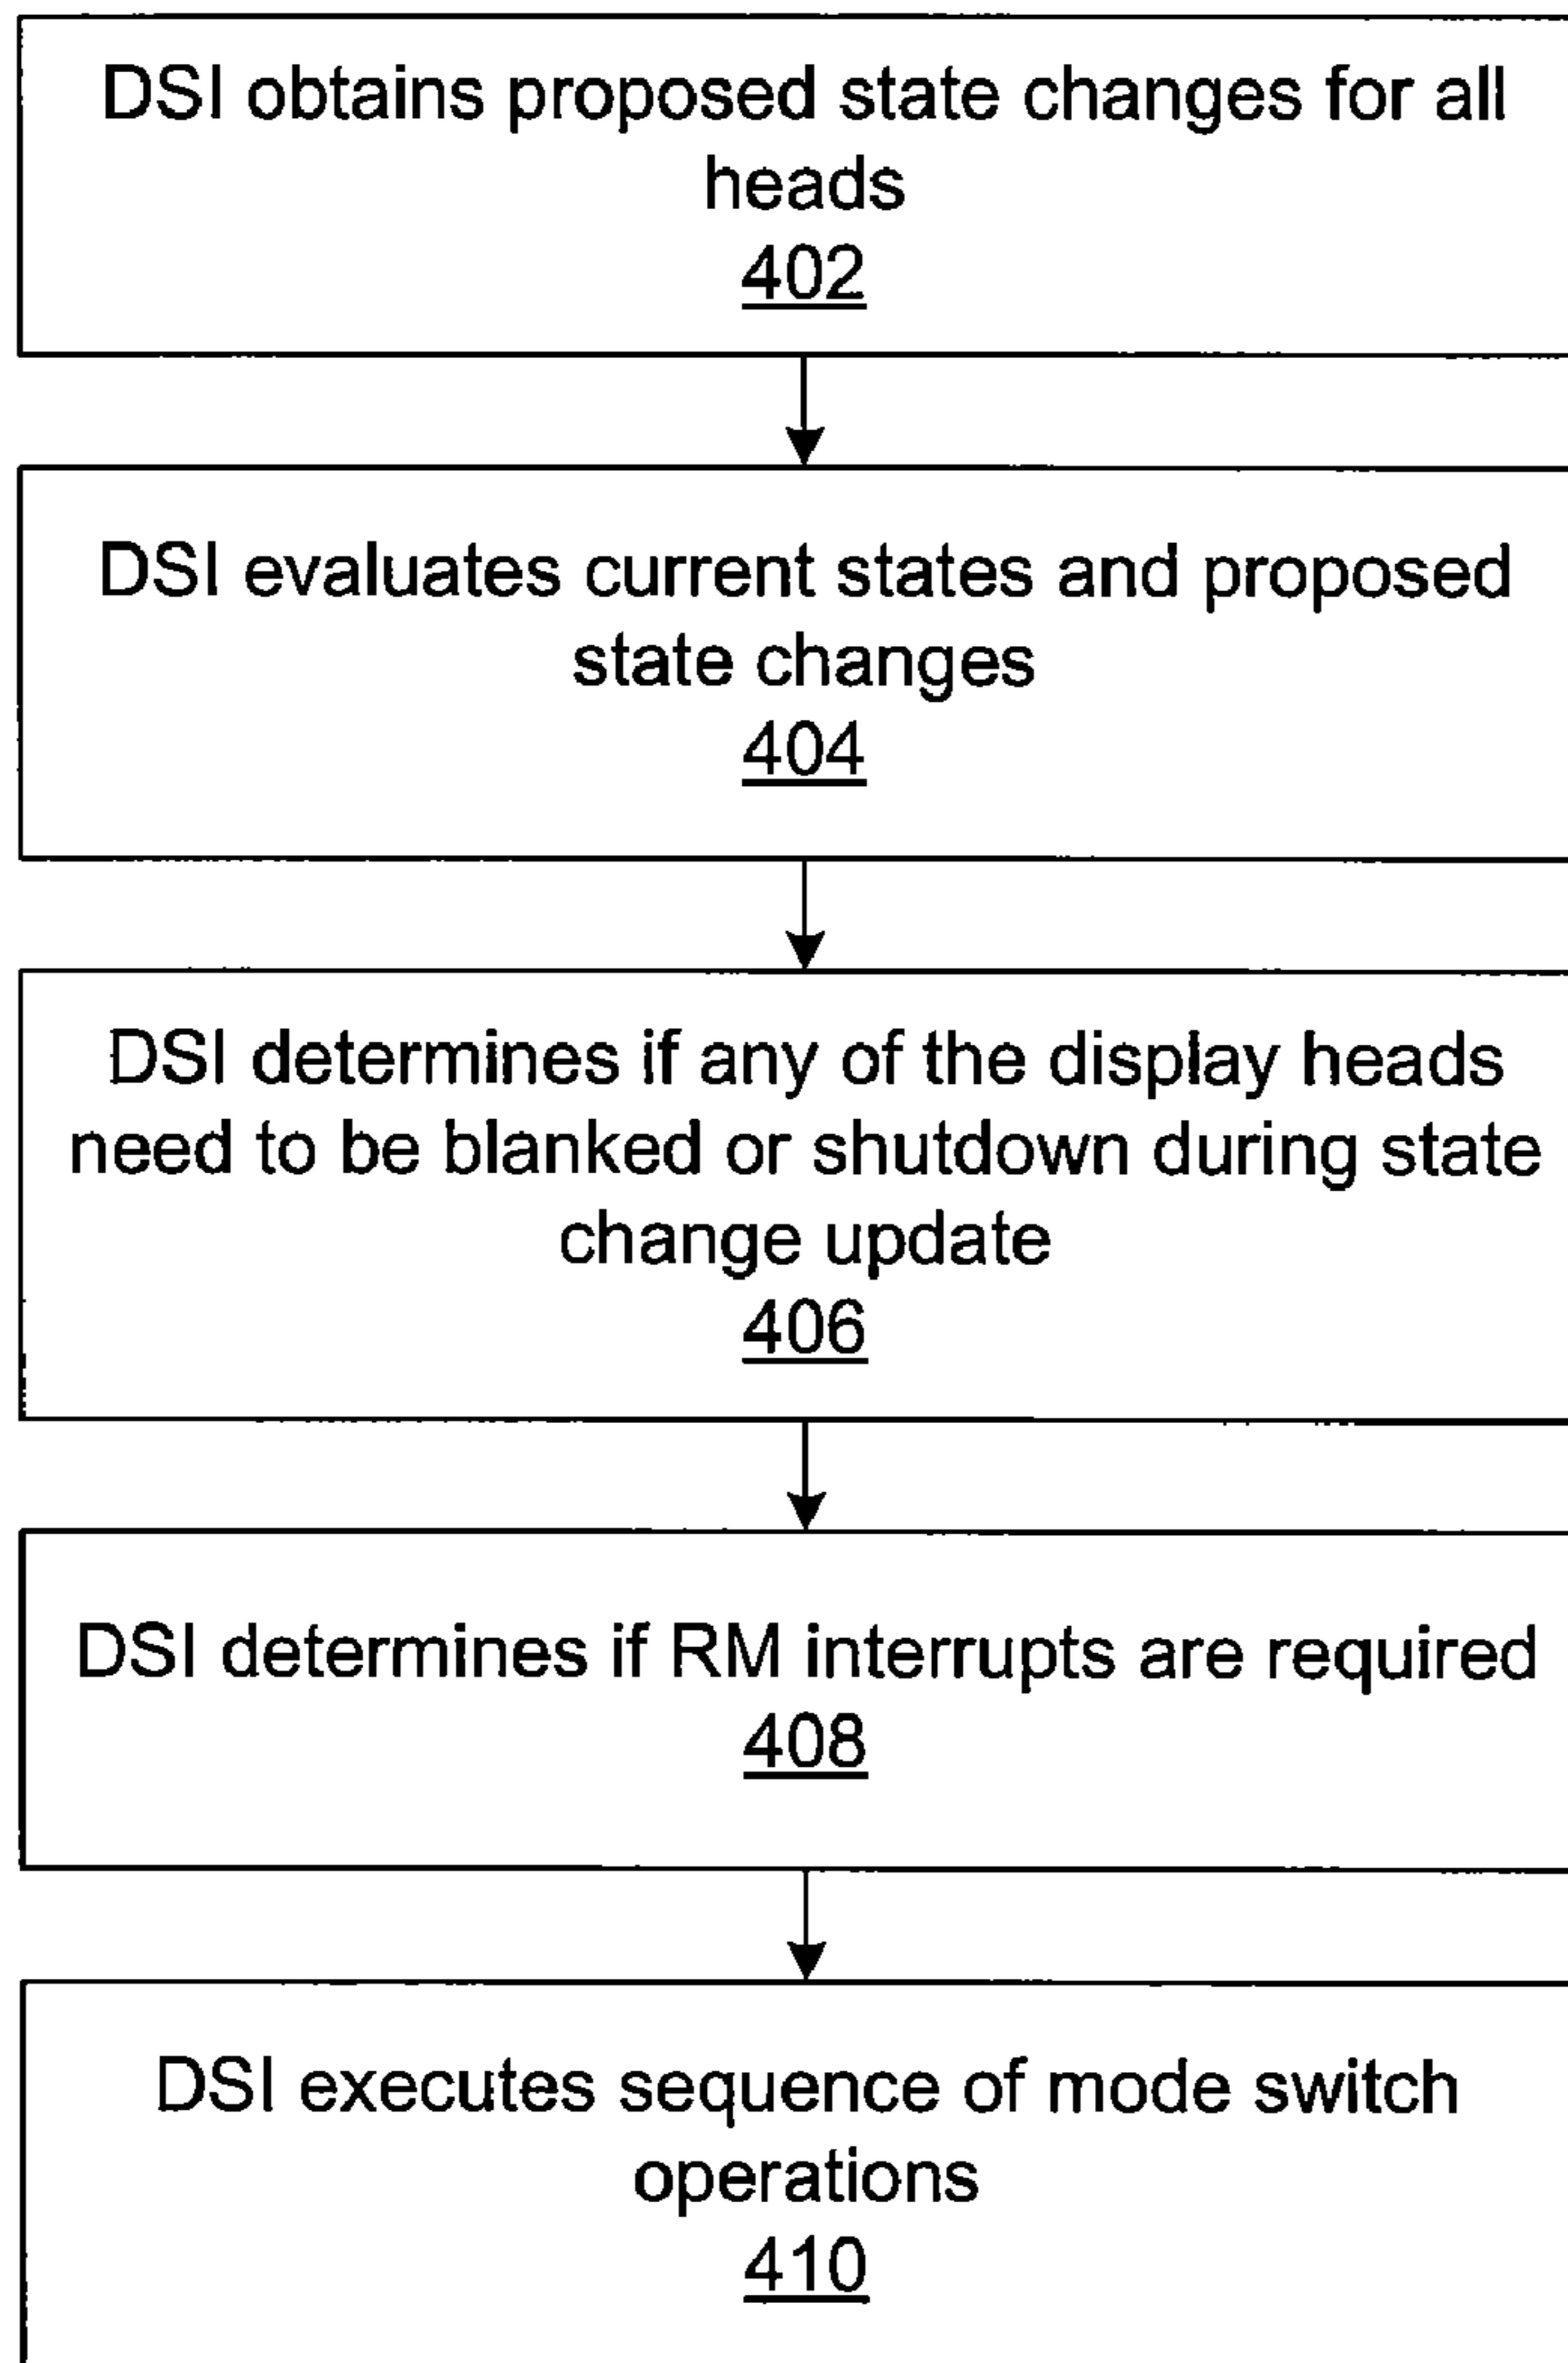 DSI obtains proposed state changes for all
heads
402
DSI evaluates current states and proposed
state changes
404
DSI determines if any of the display heads
need to be blanked or shutdown during state
change update
406
DSI determines if RM interrupts are required
408
DSI executes sequence of mode switch
operations
410